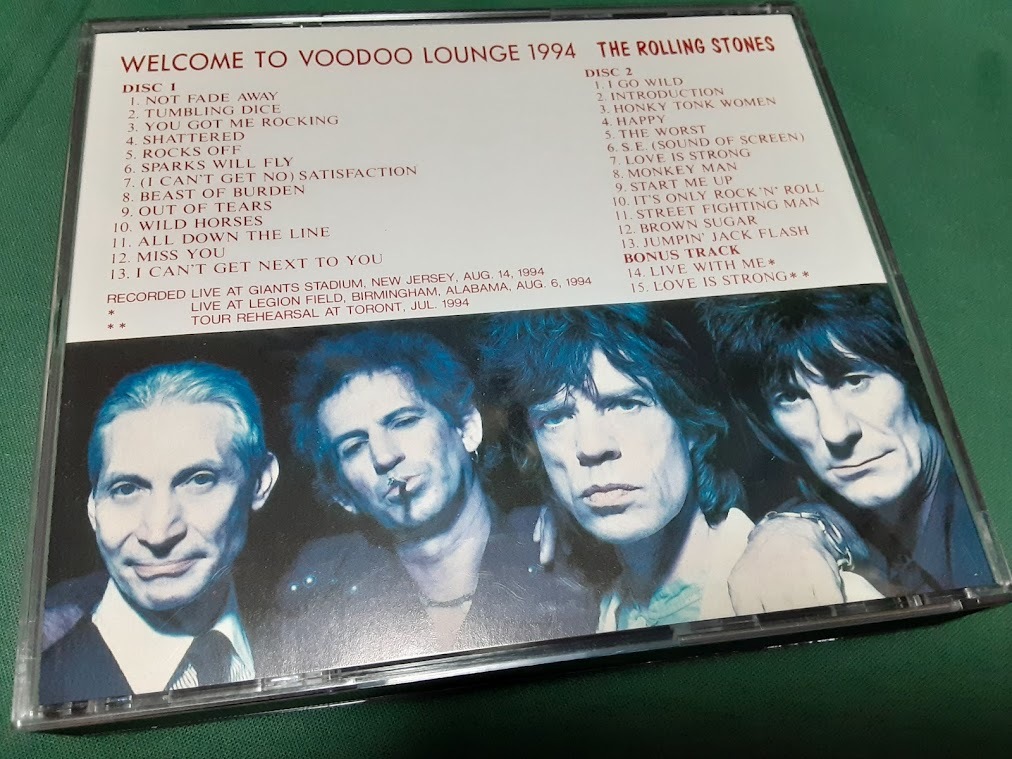 WELCOME TO VOODOO LOUNGE 1994 THE ROLLING STONES
DISC 1
1. NOT FADE AWAY
2. TUMBLING DICE
3. YOU GOT ME ROCKING
4. SHATTERED
5. ROCKS OFF
6. SPARKS WILL FLY
7. (I CAN'T GET NO) SATISFACTION
8. BEAST OF BURDEN
9. OUT OF TEARS
10. WILD HORSES
11. ALL DOWN THE LINE
12. MISS YOU
13. I CAN'T GET NEXT TO YOU
DISC 2
1. I GO WILD
2. INTRODUCTION
3. HONKY TONK WOMEN
4. HAPPY
5. THE WORST
6. S.E. (SOUND OF SCREEN)
7. LOVE IS STRONG
8. MONKEY MAN
9. START ME UP
10. IT'S ONLY ROCK'N' ROLL
11. STREET FIGHTING MAN
12. BROWN SUGAR
13. JUMPIN' JACK FLASH
BONUS TRACK
14. LIVE WITH ME*
15. LOVE IS STRONG**
RECORDED LIVE AT GIANTS STADIUM, NEW JERSEY, AUG. 14, 1994
* LIVE AT LEGION FIELD, BIRMINGHAM, ALABAMA, AUG. 6, 1994
** TOUR REHEARSAL AT TORONT, JUL. 1994